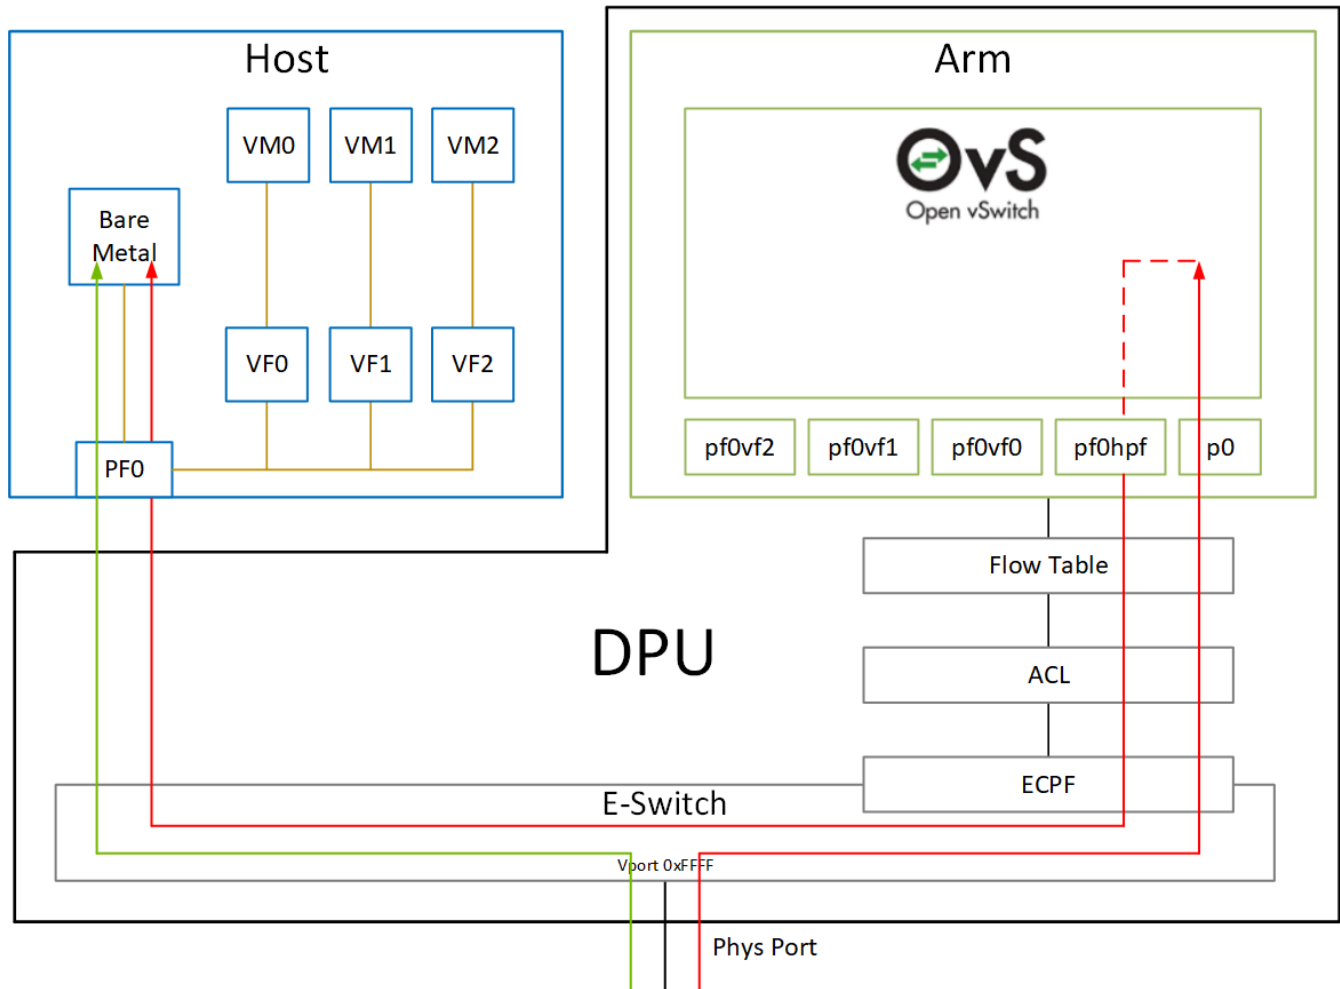 Host
Arm
VM0
VM1
VM2
OvS
Open vSwitch
Bare
Metal
VF0
VF1
VF2
PF0
pf0vf2
pf0vf1
pf0vf0
pf0hpf
p0
Flow Table
DPU
ACL
ECPF
E-Switch
Vport 0xFFFF
Phys Port